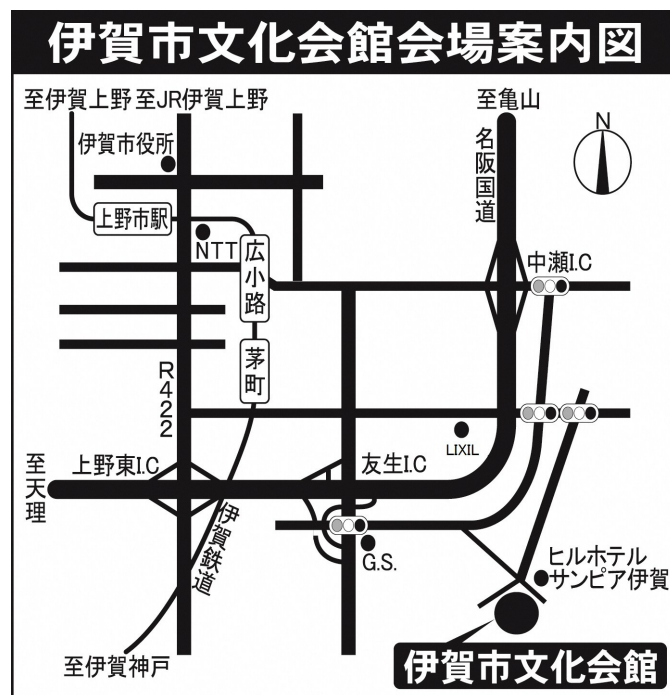 伊賀市文化会館会場案内図
至伊賀上野 至JR伊賀上野
至亀山
伊賀市役所
名阪国道
N
上野市駅
NTT
広小路
中瀬I.C
茅町
R422
LIXIL
至天理
上野東I.C
友生I.C
伊賀鉄道
G.S.
ヒルホテル
サンピア伊賀
至伊賀神戸
伊賀市文化会館